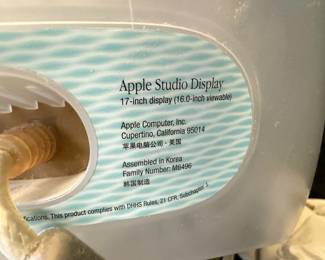 Apple Studio Display
17-inch display (16.0-inch viewable)
Apple Computer, Inc.
Cupertino, California 95014
苹果电脑公司·美国
Assembled in Korea
Family Number: M6496
韩国制造
This product complies with DHHS Rules, 21 CFR, Subchapter J